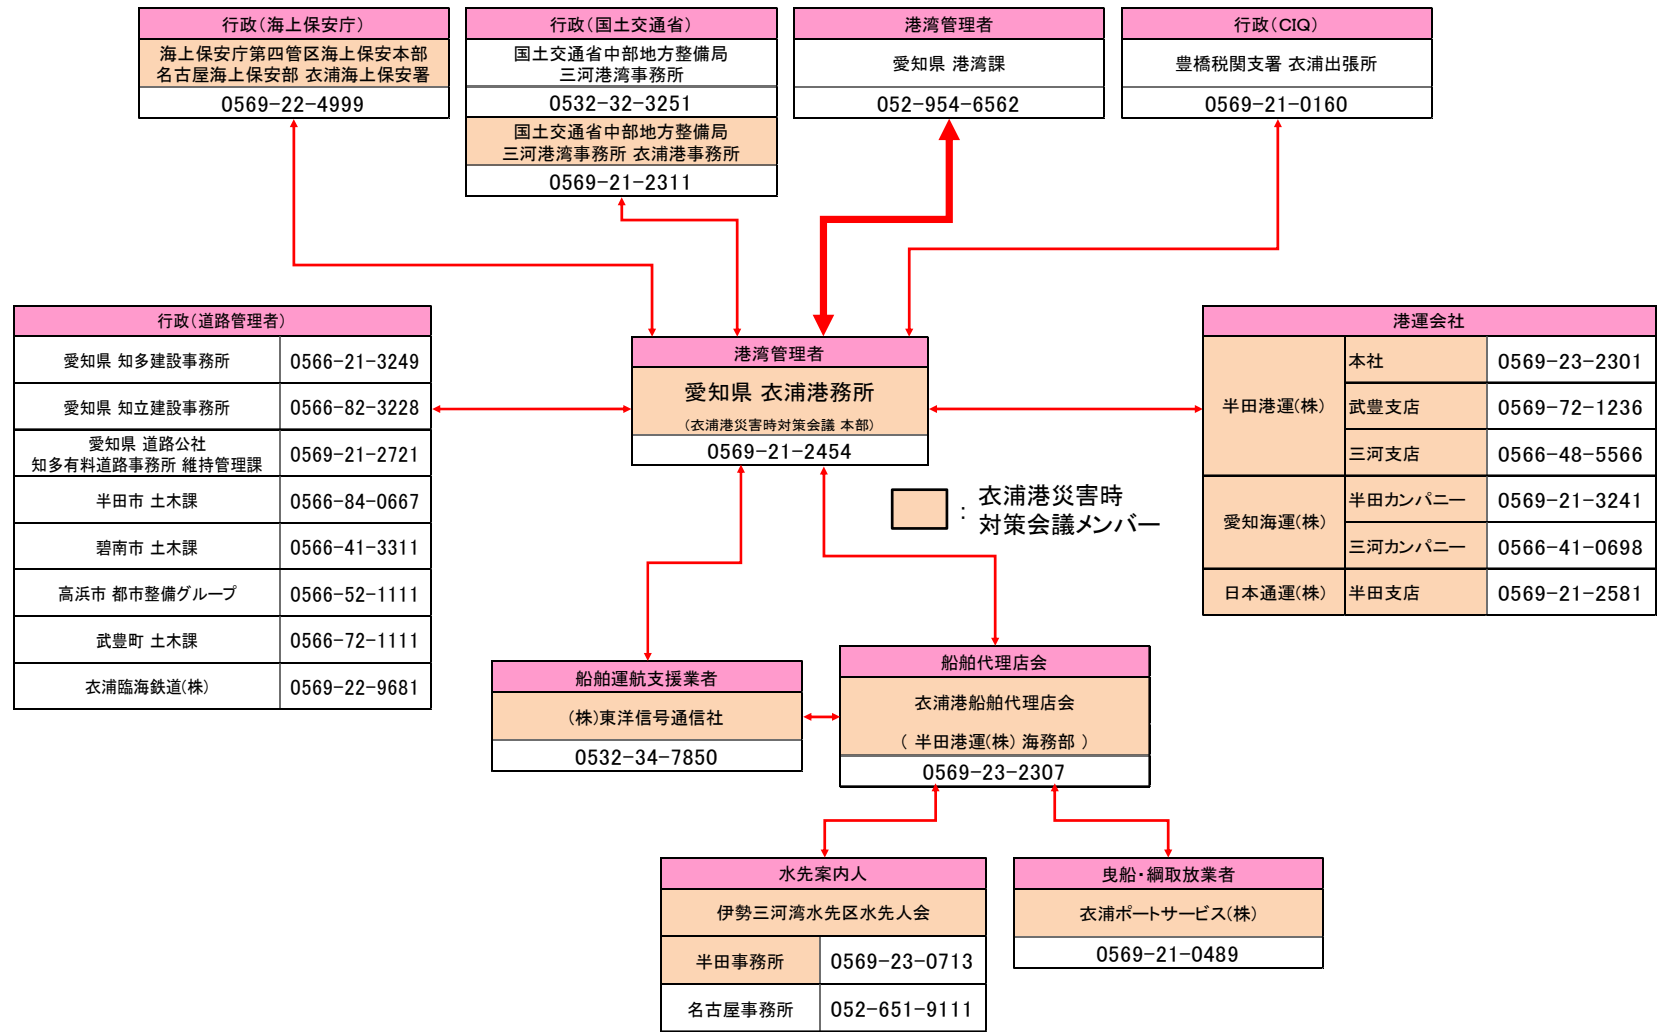 行政(海上保安庁)
海上保安庁第四管区海上保安本部
名古屋海上保安部 衣浦海上保安署
0569-22-4999
行政(国土交通省)
国土交通省中部地方整備局
三河港湾事務所
0532-32-3251
国土交通省中部地方整備局
三河港湾事務所 衣浦港事務所
0569-21-2311
港湾管理者
愛知県 港湾課
052-954-6562
行政(CIQ)
豊橋税関支署 衣浦出張所
0569-21-0160
行政(道路管理者)
愛知県 知多建設事務所 0566-21-3249
愛知県 知立建設事務所 0566-82-3228
愛知県 道路公社
知多有料道路事務所 維持管理課 0569-21-2721
半田市 土木課 0566-84-0667
碧南市 土木課 0566-41-3311
高浜市 都市整備グループ 0566-52-1111
武豊町 土木課 0566-72-1111
衣浦臨海鉄道(株) 0569-22-9681
港湾管理者
愛知県 衣浦港務所
(衣浦港災害時対策会議 本部)
0569-21-2454
港運会社
半田港運(株) 本社 0569-23-2301
武豊支店 0569-72-1236
三河支店 0566-48-5566
愛知海運(株) 半田カンパニー 0569-21-3241
三河カンパニー 0566-41-0698
日本通運(株) 半田支店 0569-21-2581
: 衣浦港災害時
対策会議メンバー
船舶運航支援業者
(株)東洋信号通信社
0532-34-7850
船舶代理店会
衣浦港船舶代理店会
( 半田港運(株) 海務部 )
0569-23-2307
水先案内人
伊勢三河湾水先区水先人会
半田事務所 0569-23-0713
名古屋事務所 052-651-9111
曳船・綱取放業者
衣浦ポートサービス(株)
0569-21-0489